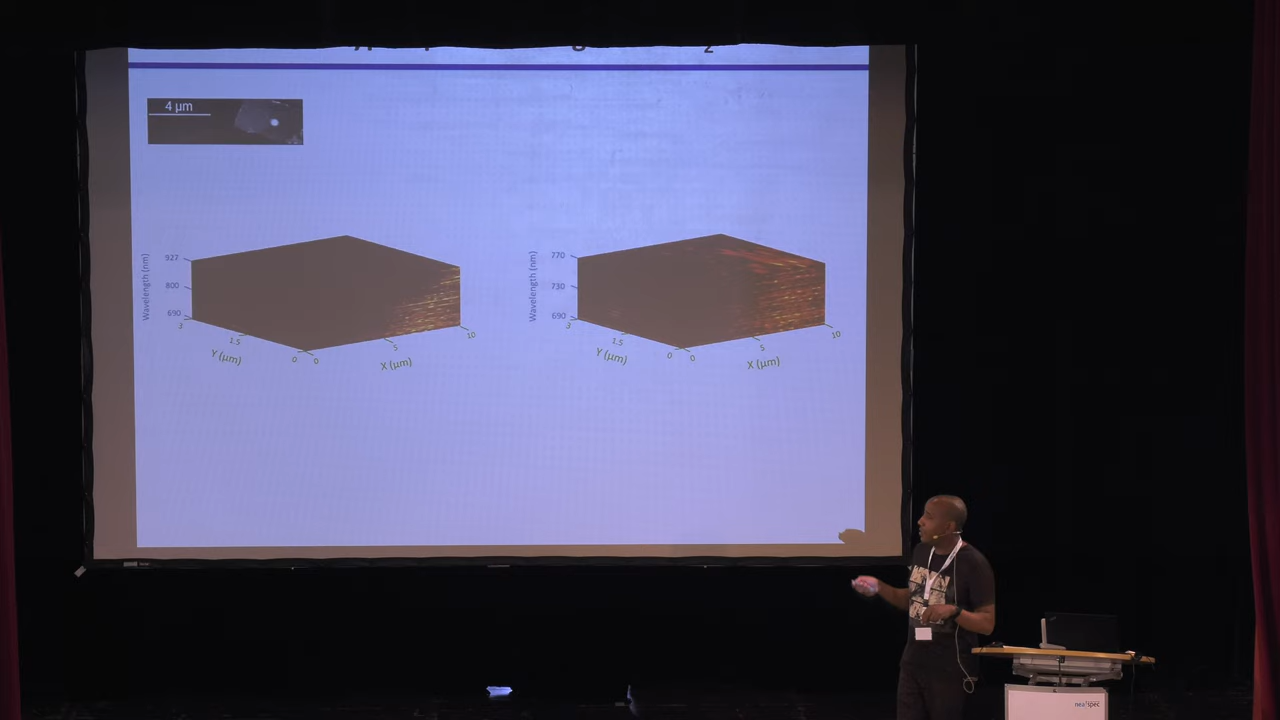 4 µm
927
800
690
Wavelength (nm)
3
1.5
0
Y (µm)
0
5
10
X (µm)
770
730
690
Wavelength (nm)
3
1.5
0
Y (µm)
0
5
10
X (µm)
neaspec